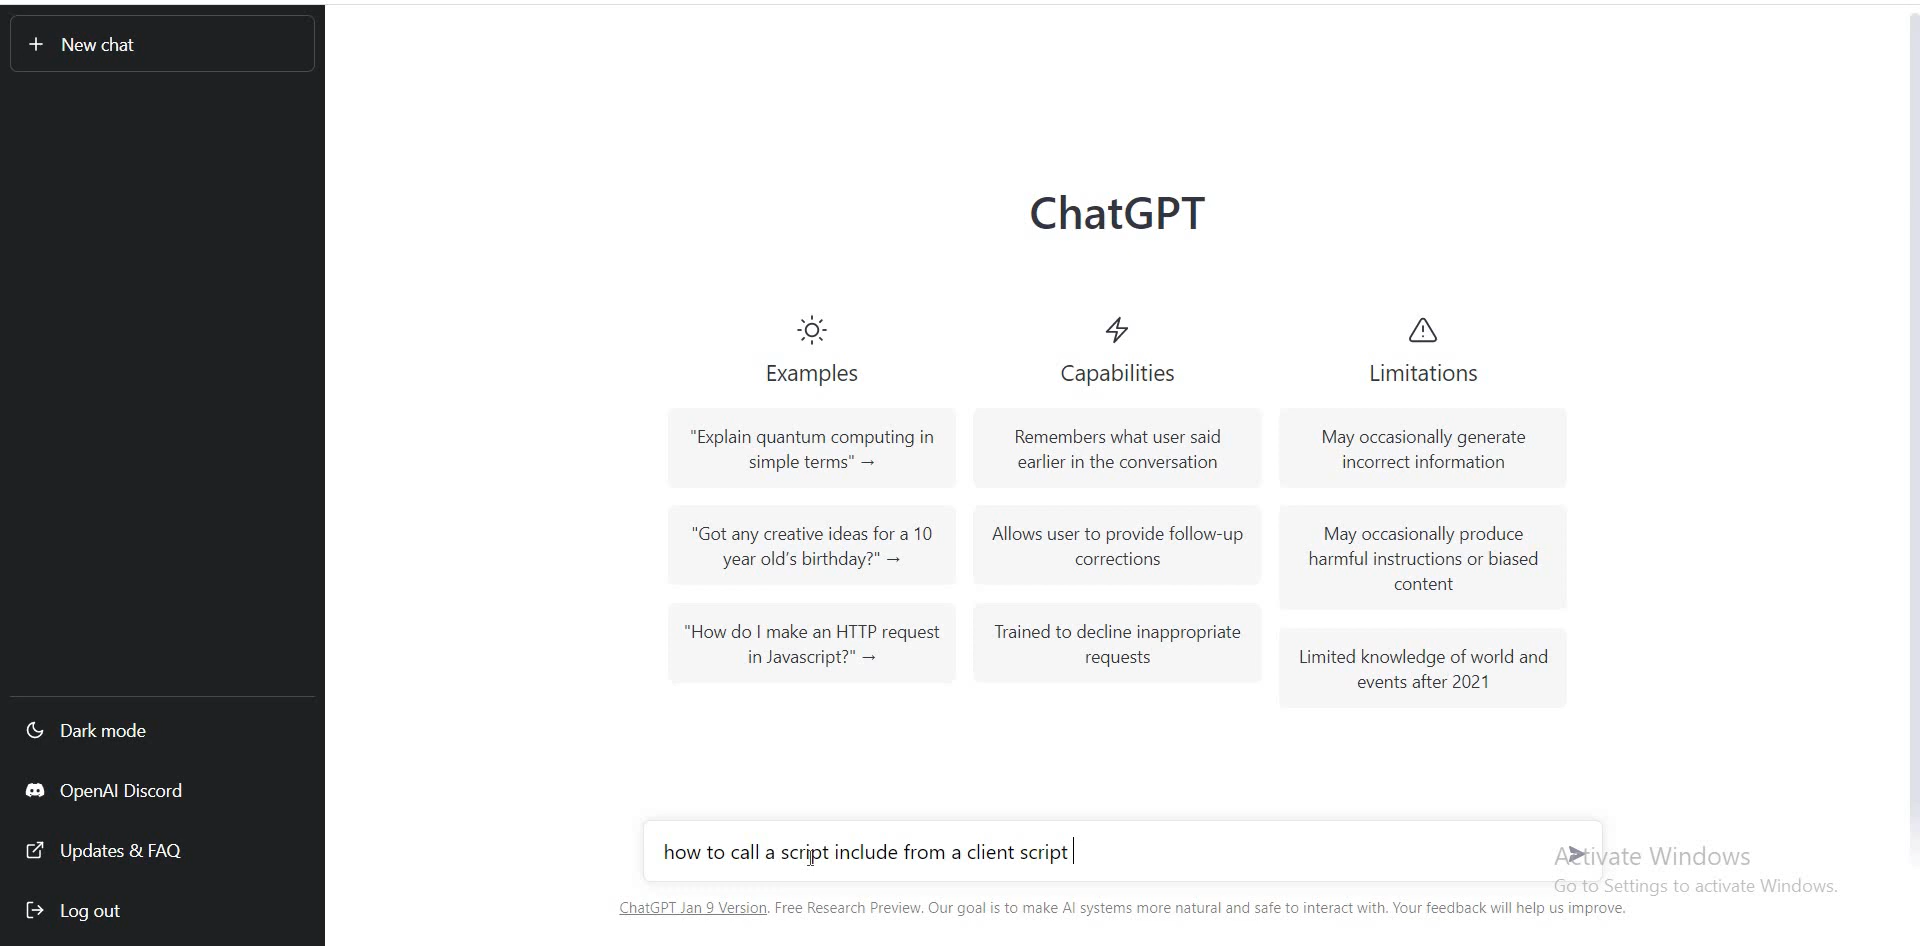 New chat
ChatGPT
Examples
Capabilities
Limitations
"Explain quantum computing in
simple terms" →
Remembers what user said
earlier in the conversation
May occasionally generate
incorrect information
"Got any creative ideas for a 10
year old's birthday?" →
Allows user to provide follow-up
corrections
May occasionally produce
harmful instructions or biased
content
"How do I make an HTTP request
in Javascript?" →
Trained to decline inappropriate
requests
Limited knowledge of world and
events after 2021
Dark mode
OpenAI Discord
Updates & FAQ
Log out
how to call a script include from a client script
Activate Windows
Go to Settings to activate Windows.
ChatGPT Jan 9 Version. Free Research Preview. Our goal is to make AI systems more natural and safe to interact with. Your feedback will help us improve.